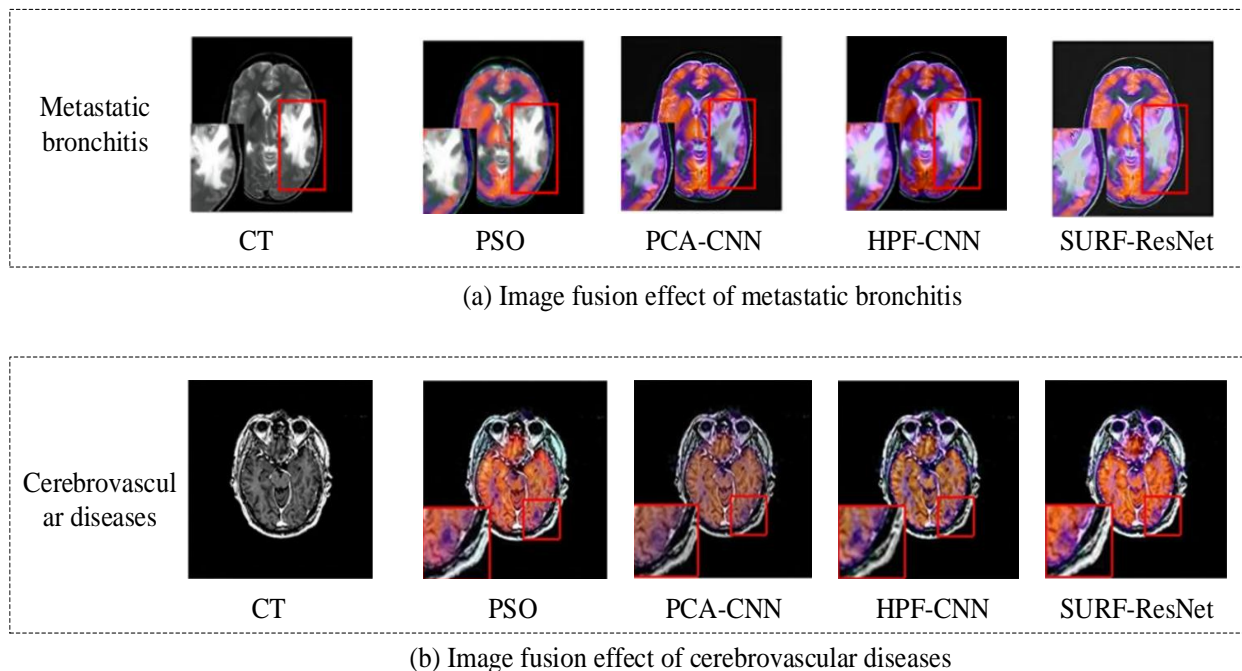 Metastatic
bronchitis
CT
PSO
PCA-CNN
HPF-CNN
SURF-ResNet
(a) Image fusion effect of metastatic bronchitis
Cerebrovascul
ar diseases
CT
PSO
PCA-CNN
HPF-CNN
SURF-ResNet
(b) Image fusion effect of cerebrovascular diseases